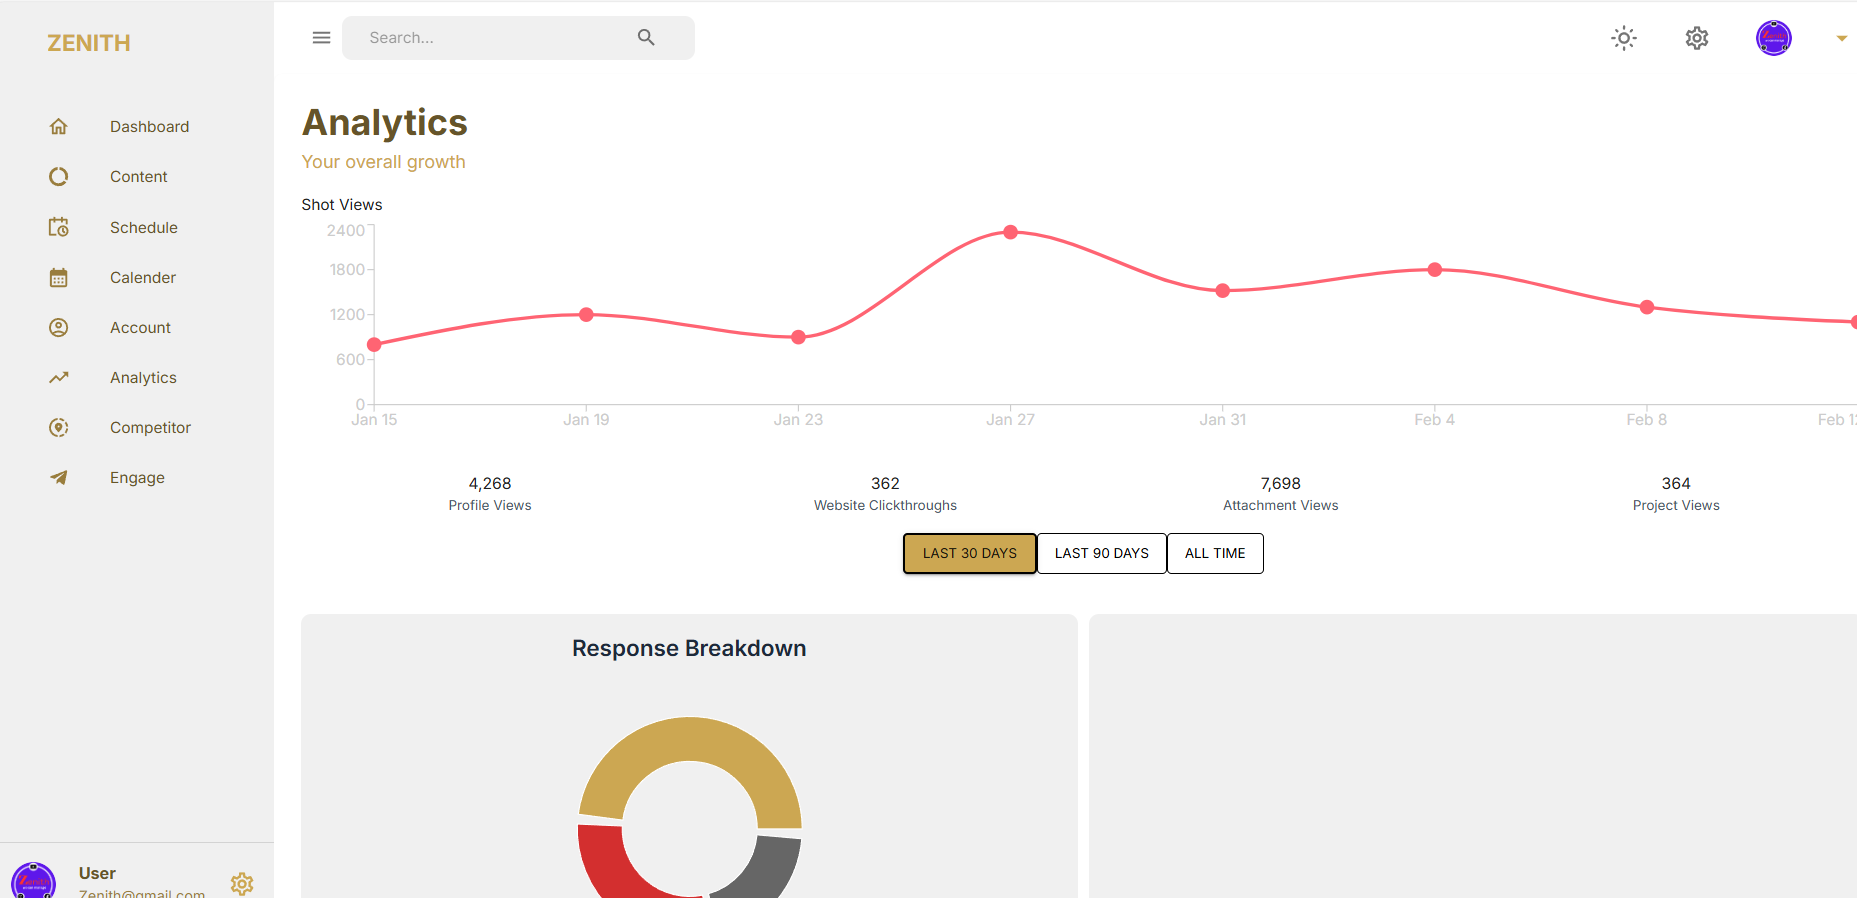 ZENITH
Search...
Dashboard
Content
Schedule
Calender
Account
Analytics
Competitor
Engage
User
Zenith@gmail.com
Analytics
Your overall growth
Shot Views
2400
1800
1200
600
0
Jan 15 Jan 19 Jan 23 Jan 27 Jan 31 Feb 4 Feb 8 Feb 12
4,268 362 7,698 364
Profile Views Website Clickthroughs Attachment Views Project Views
LAST 30 DAYS LAST 90 DAYS ALL TIME
Response Breakdown